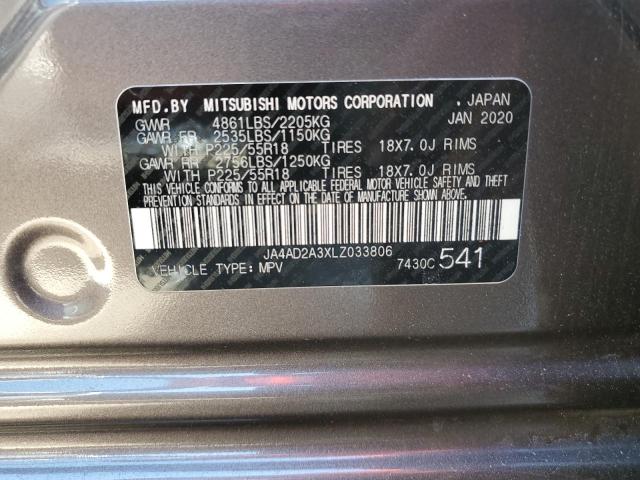 MFD.BY MITSUBISHI MOTORS CORPORATION . JAPAN
GVWR 4861LBS/2205KG JAN 2020
GAWR FR 2535LBS/1150KG
WITH P225/55R18 TIRES 18X7.0J RIMS
GAWR RR 2756LBS/1250KG
WITH P225/55R18 TIRES 18X7.0J RIMS
THIS VEHICLE CONFORMS TO ALL APPLICABLE FEDERAL MOTOR VEHICLE SAFETY AND
THEFT PREVENTION STANDARDS IN EFFECT ON THE DATE OF MANUFACTURE SHOWN ABOVE.
JA4AD2A3XLZ033806
VEHICLE TYPE: MPV 7430C 541